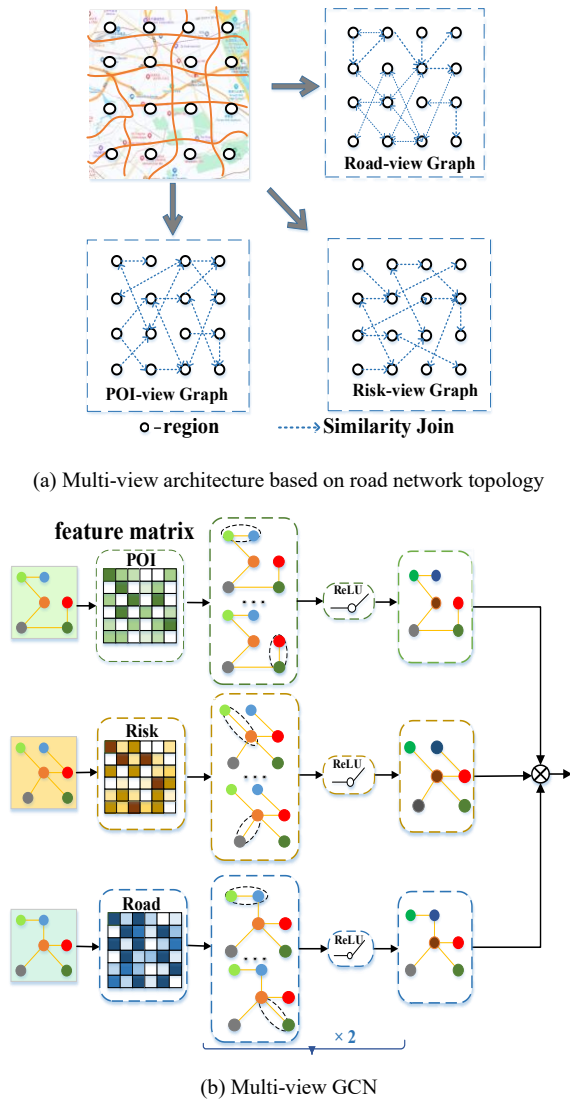 Road-view Graph
POI-view Graph
Risk-view Graph
-region
Similarity Join
(a) Multi-view architecture based on road network topology
feature matrix
POI
ReLU
...
Risk
ReLU
...
Road
ReLU
...
× 2
(b) Multi-view GCN